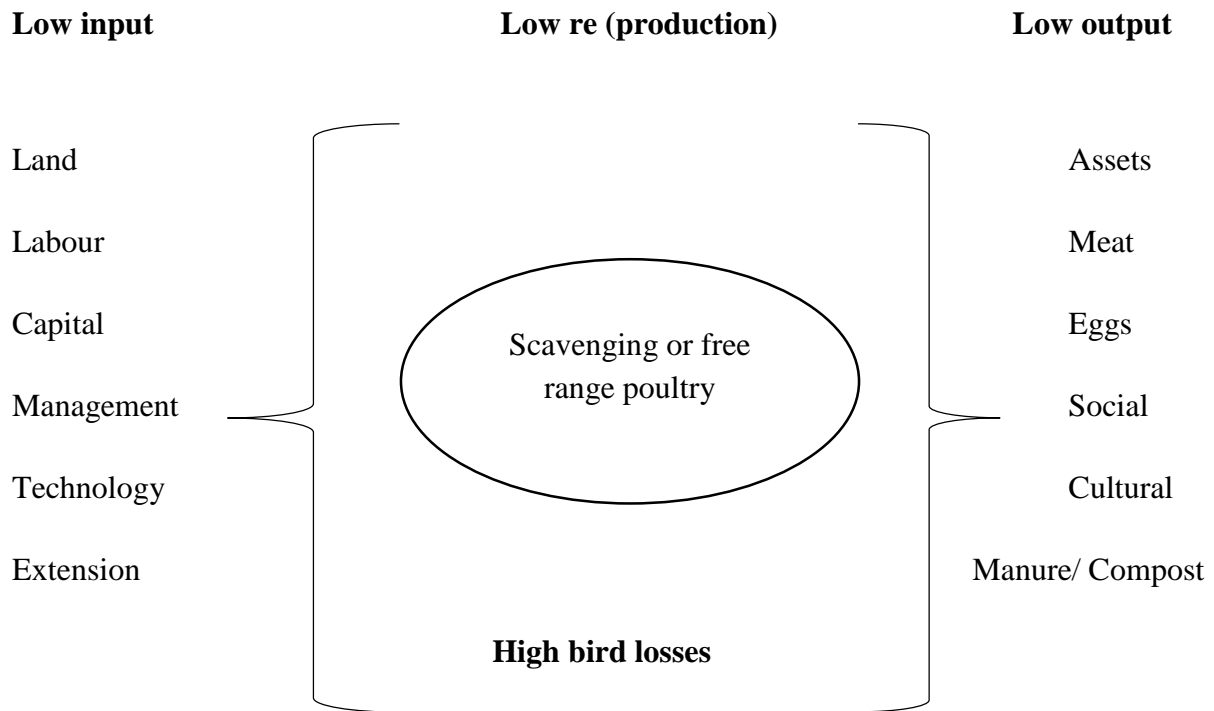 Low input
Low re (production)
Low output
Land
Assets
Labour
Meat
Capital
Scavenging or free
range poultry
Eggs
Management
Social
Technology
Cultural
Extension
Manure/ Compost
High bird losses